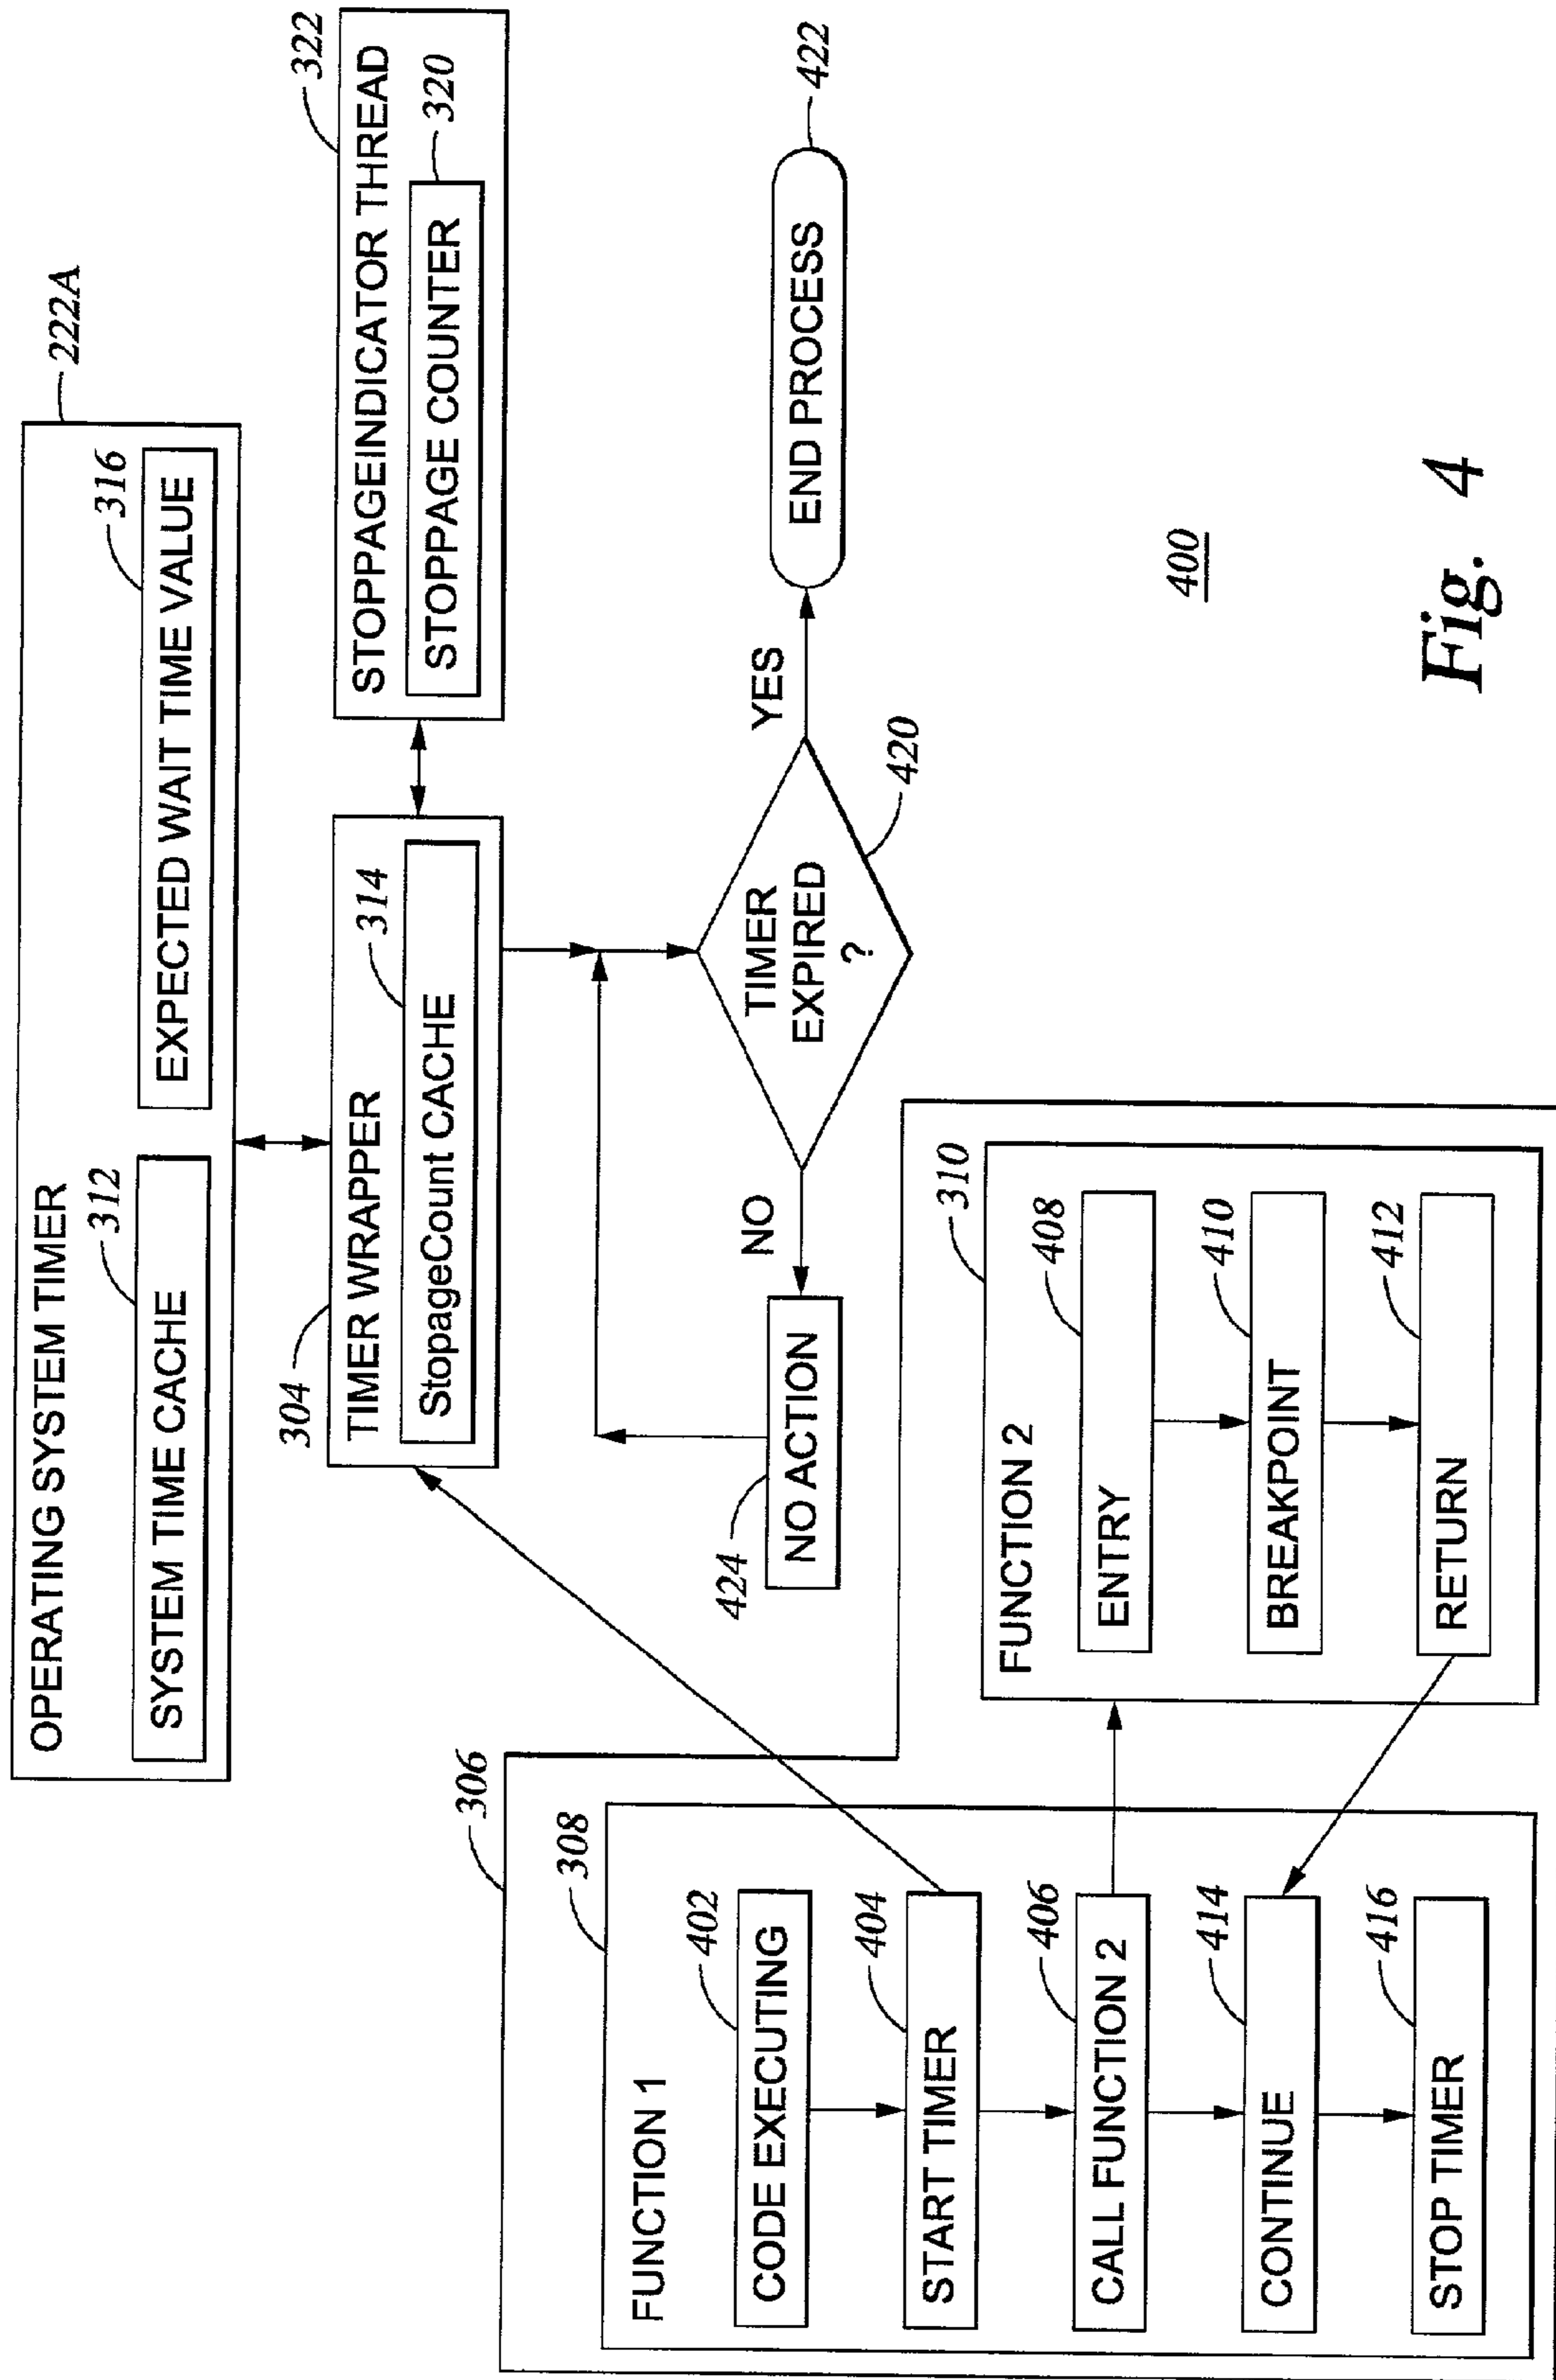 OPERATING SYSTEM TIMER
222A
SYSTEM TIME CACHE
312
EXPECTED WAIT TIME VALUE
316
304
TIMER WRAPPER
StopageCount CACHE
314
STOPPAGEINDICATOR THREAD
322
STOPPAGE COUNTER
320
TIMER
EXPIRED
?
420
YES
END PROCESS
422
NO
NO ACTION
424
306
308
FUNCTION 1
CODE EXECUTING
402
START TIMER
404
CALL FUNCTION 2
406
CONTINUE
414
STOP TIMER
416
FUNCTION 2
310
ENTRY
408
BREAKPOINT
410
RETURN
412
400
Fig. 4